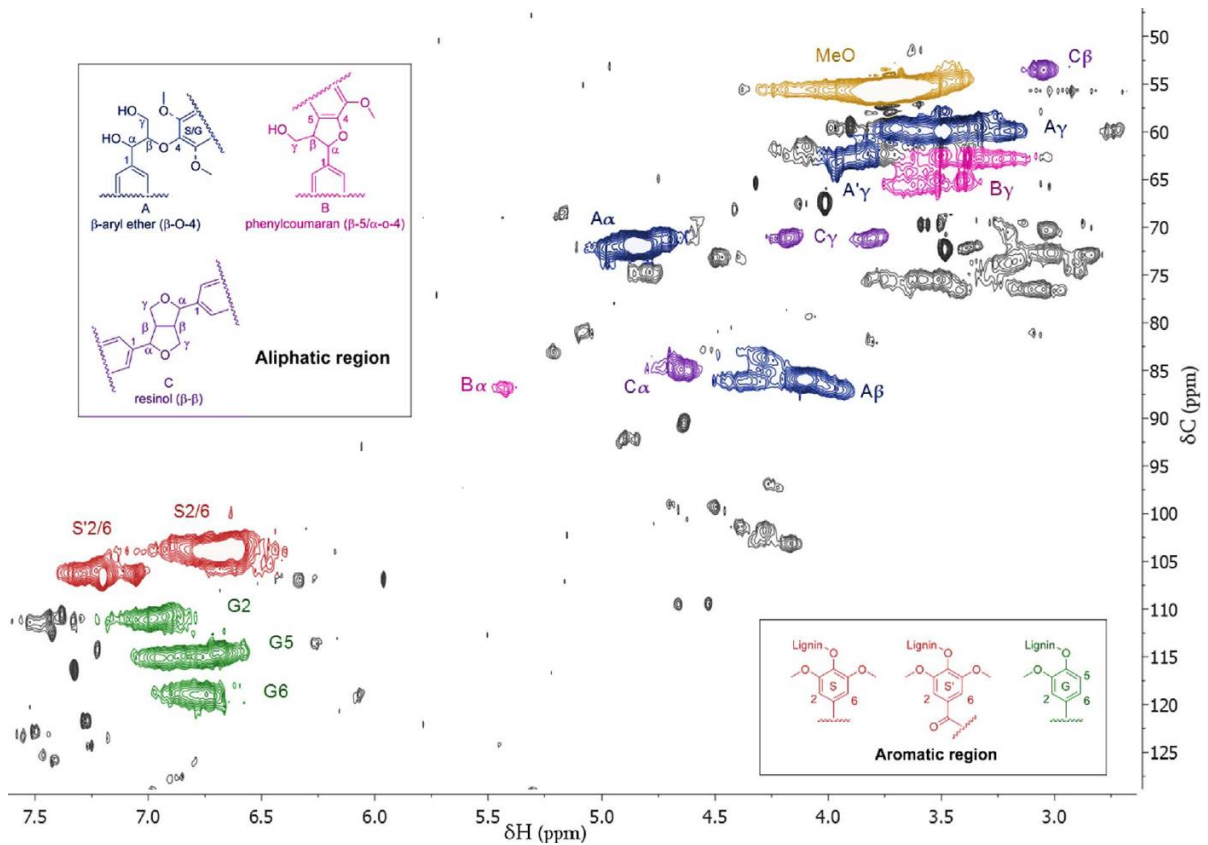 HO
γ
O
HO
α
β
O
4
S/G
O
1
A
β-aryl ether (β-O-4)
5
4
O
HO
γ
β
α
O
1
B
phenylcoumaran (β-5/α-o-4)
γ
O
α
1
β
β
1
α
O
γ
C
resinol (β-β)
Aliphatic region
MeO
Cβ
Aγ
A'γ
Bγ
Aα
Cγ
Bα
Cα
Aβ
S'2/6
S2/6
G2
G5
G6
Lignin
O
O
S
O
2
6
Lignin
O
O
S'
O
2
6
O
Lignin
O
O
G
5
2
6
Aromatic region
50
55
60
65
70
75
80
85
90
95
100
105
110
115
120
125
δC (ppm)
7.5
7.0
6.5
6.0
5.5
5.0
4.5
4.0
3.5
3.0
δH (ppm)